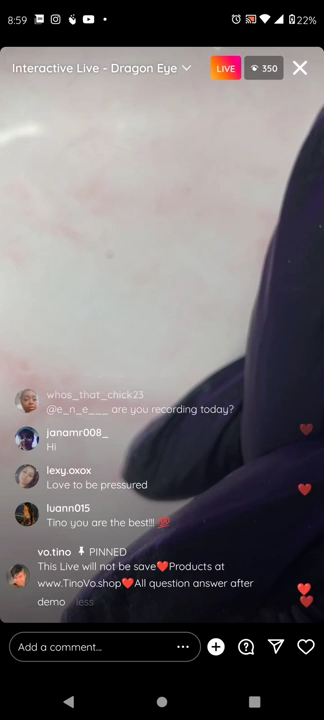 8:59
22%
Interactive Live - Dragon Eye
LIVE
350
whos_that_chick23
@e_n_e___ are you recording today?
janamr008_
Hi
lexy.oxox
Love to be pressured
luann015
Tino you are the best!!! 💯
vo.tino PINNED
This Live will not be save❤️Products at
www.TinoVo.shop❤️All question answer after
demo less
Add a comment...